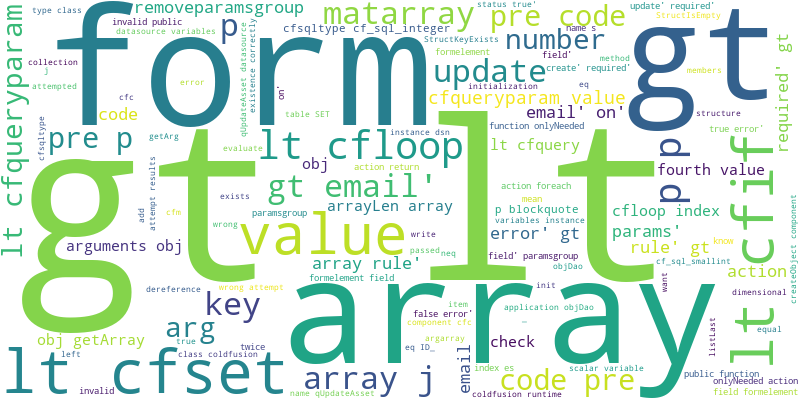 type class
invalid public
removeparamsgroup
datasource variables
p
matarray
cfsqltype cf_sql_integer
status true'
pre code
name s
number
update' required'
StructIsEmpty
StructKeyExists
formelement
field'
method
create' required'
update
form
gt
lt cfqueryparam
collection
j
attempted
error
cfc
code
pre p
cfsqltype
getArg
qUpdateAsset datasource
existence correctly
on
table SET
instance dsn
cfqueryparam value
initialization
eq
members
email' on'
structure
function onlyNeeded
true error'
required' gt
lt cfloop
lt cfquery
pp
fourth value
evaluate
obj
action return
gt email'
action foreach
mean
exists
arrayLen array
p blockquote
variables instance
cfloop index
params'
lt cfif
createObject component
gt
lt
add
attempt results
cfm
wrong
paramsgroup
value
write
error' gt
rule' gt
know
arguments obj
passed
neq
field' paramsgroup
cf_sql_smallint
array rule'
objDao
action
dereference
wrong attempt
formelement field
init
want
key
item
application objDao
dimensional
array
false error'
component cfc
arg
argarray
…
check
listLast
equal
obj getArray
true
twice
left
class coldfusion
eq ID_
email
index es
scalar variable
public function
onlyNeeded action
lt cfset
invalid
name qUpdateAsset
array j
coldfusion runtime
code pre
field formelement